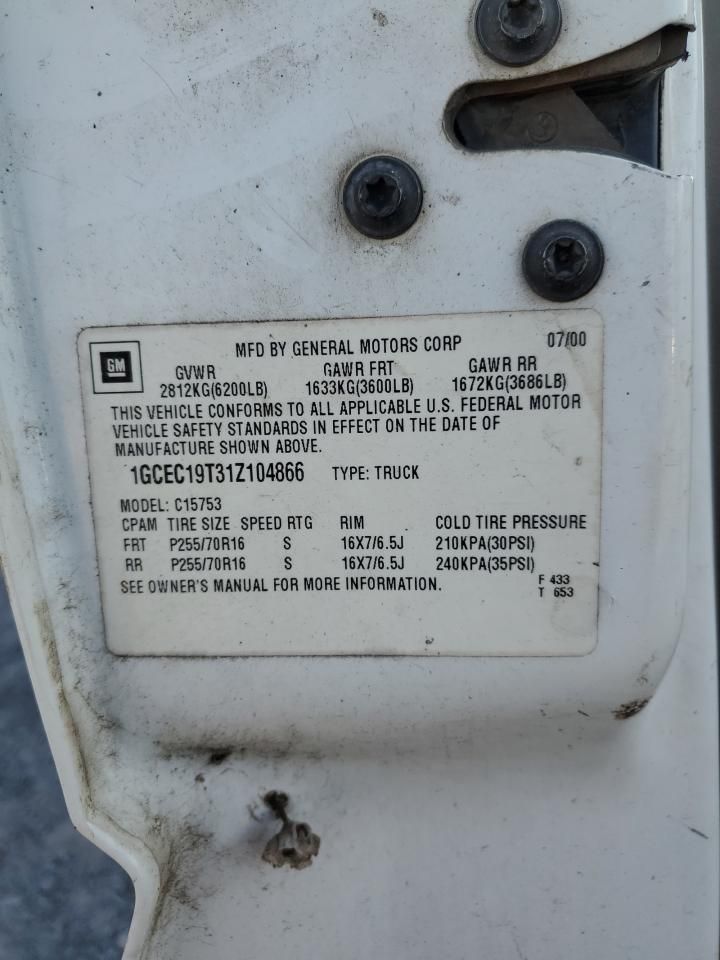 MFD BY GENERAL MOTORS CORP 07/00
GM
GVWR GAWR FRT GAWR RR
2812KG(6200LB) 1633KG(3600LB) 1672KG(3686LB)
THIS VEHICLE CONFORMS TO ALL APPLICABLE U.S. FEDERAL MOTOR
VEHICLE SAFETY STANDARDS IN EFFECT ON THE DATE OF
MANUFACTURE SHOWN ABOVE.
1GCEC19T31Z104866 TYPE: TRUCK
MODEL: C15753
CPAM TIRE SIZE SPEED RTG RIM COLD TIRE PRESSURE
FRT P255/70R16 S 16X7/6.5J 210KPA(30PSI)
RR P255/70R16 S 16X7/6.5J 240KPA(35PSI)
SEE OWNER'S MANUAL FOR MORE INFORMATION.
F 433
T 653